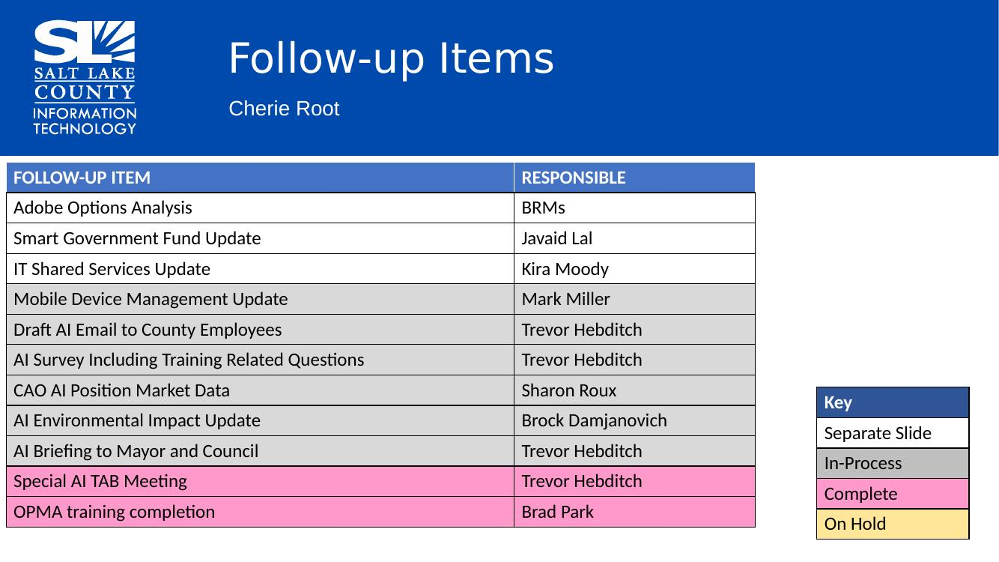 SL
SALT LAKE
COUNTY
INFORMATION
TECHNOLOGY
Follow-up Items
Cherie Root
FOLLOW-UP ITEM RESPONSIBLE
Adobe Options Analysis BRMs
Smart Government Fund Update Javaid Lal
IT Shared Services Update Kira Moody
Mobile Device Management Update Mark Miller
Draft AI Email to County Employees Trevor Hebditch
AI Survey Including Training Related Questions Trevor Hebditch
CAO AI Position Market Data Sharon Roux
AI Environmental Impact Update Brock Damjanovich
AI Briefing to Mayor and Council Trevor Hebditch
Special AI TAB Meeting Trevor Hebditch
OPMA training completion Brad Park
Key
Separate Slide
In-Process
Complete
On Hold